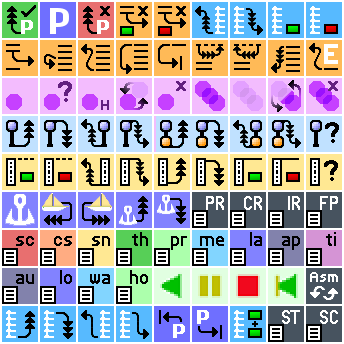 P P P
E
? H
?
?
PR CR IR FP
sc cs sn th pr me la ap ti
au lo wa ho Asm
P P ST SC